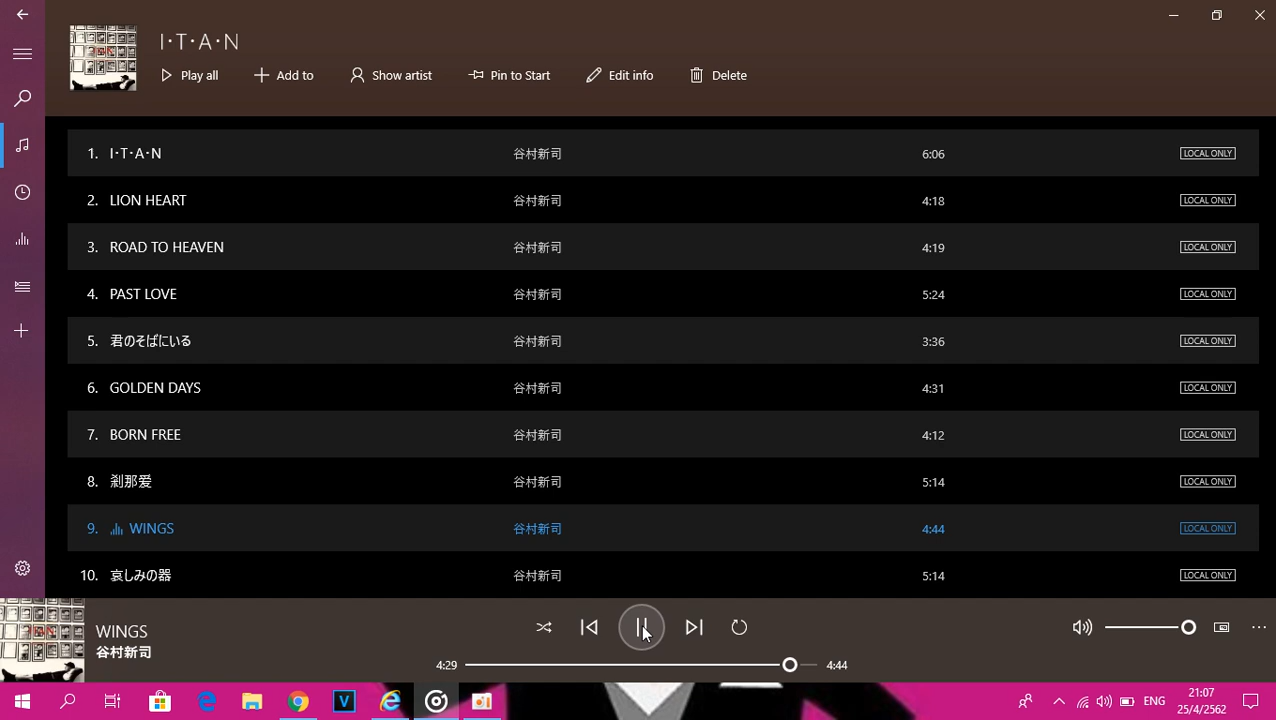 I·T·A·N
Play all
Add to
Show artist
Pin to Start
Edit info
Delete
1. I·T·A·N 谷村新司 6:06 LOCAL ONLY
2. LION HEART 谷村新司 4:18 LOCAL ONLY
3. ROAD TO HEAVEN 谷村新司 4:19 LOCAL ONLY
4. PAST LOVE 谷村新司 5:24 LOCAL ONLY
5. 君のそばにいる 谷村新司 3:36 LOCAL ONLY
6. GOLDEN DAYS 谷村新司 4:31 LOCAL ONLY
7. BORN FREE 谷村新司 4:12 LOCAL ONLY
8. 刹那爱 谷村新司 5:14 LOCAL ONLY
9. WINGS 谷村新司 4:44 LOCAL ONLY
10. 哀しみの器 谷村新司 5:14 LOCAL ONLY
WINGS
谷村新司
4:29 4:44
ENG
21:07
25/4/2562